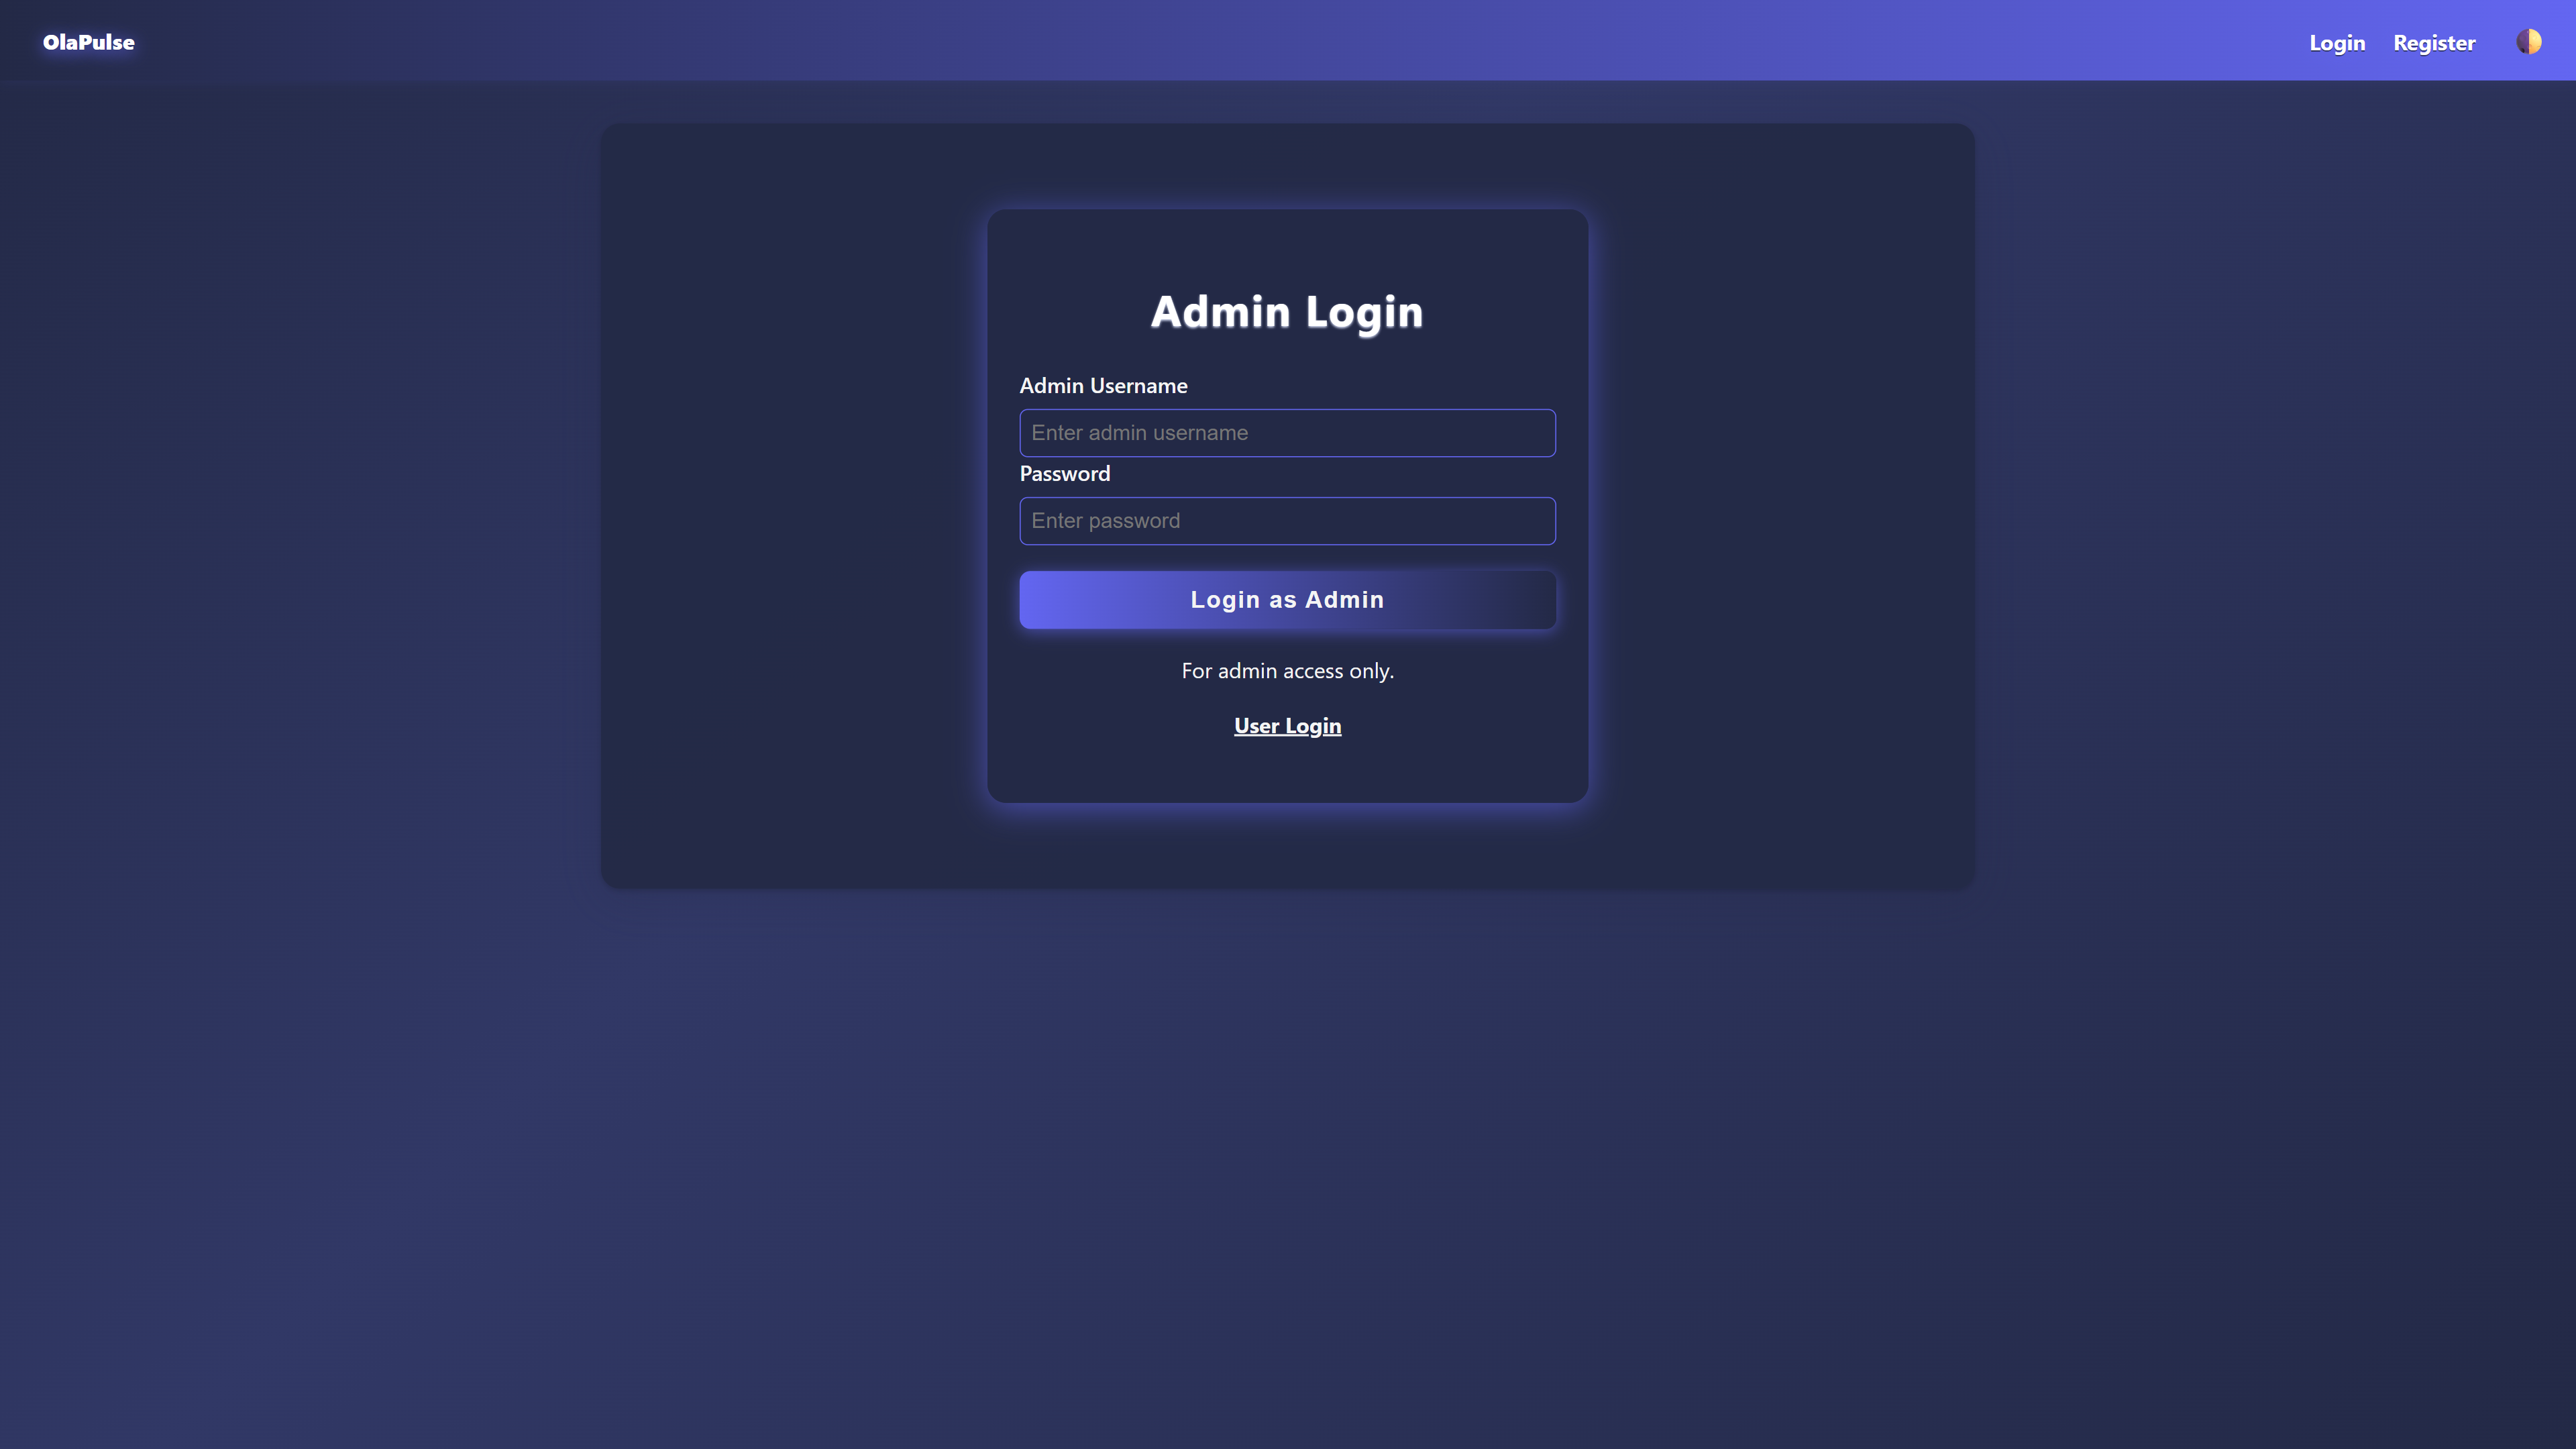 OlaPulse
Login
Register
Admin Login
Admin Username
Enter admin username
Password
Enter password
Login as Admin
For admin access only.
User Login